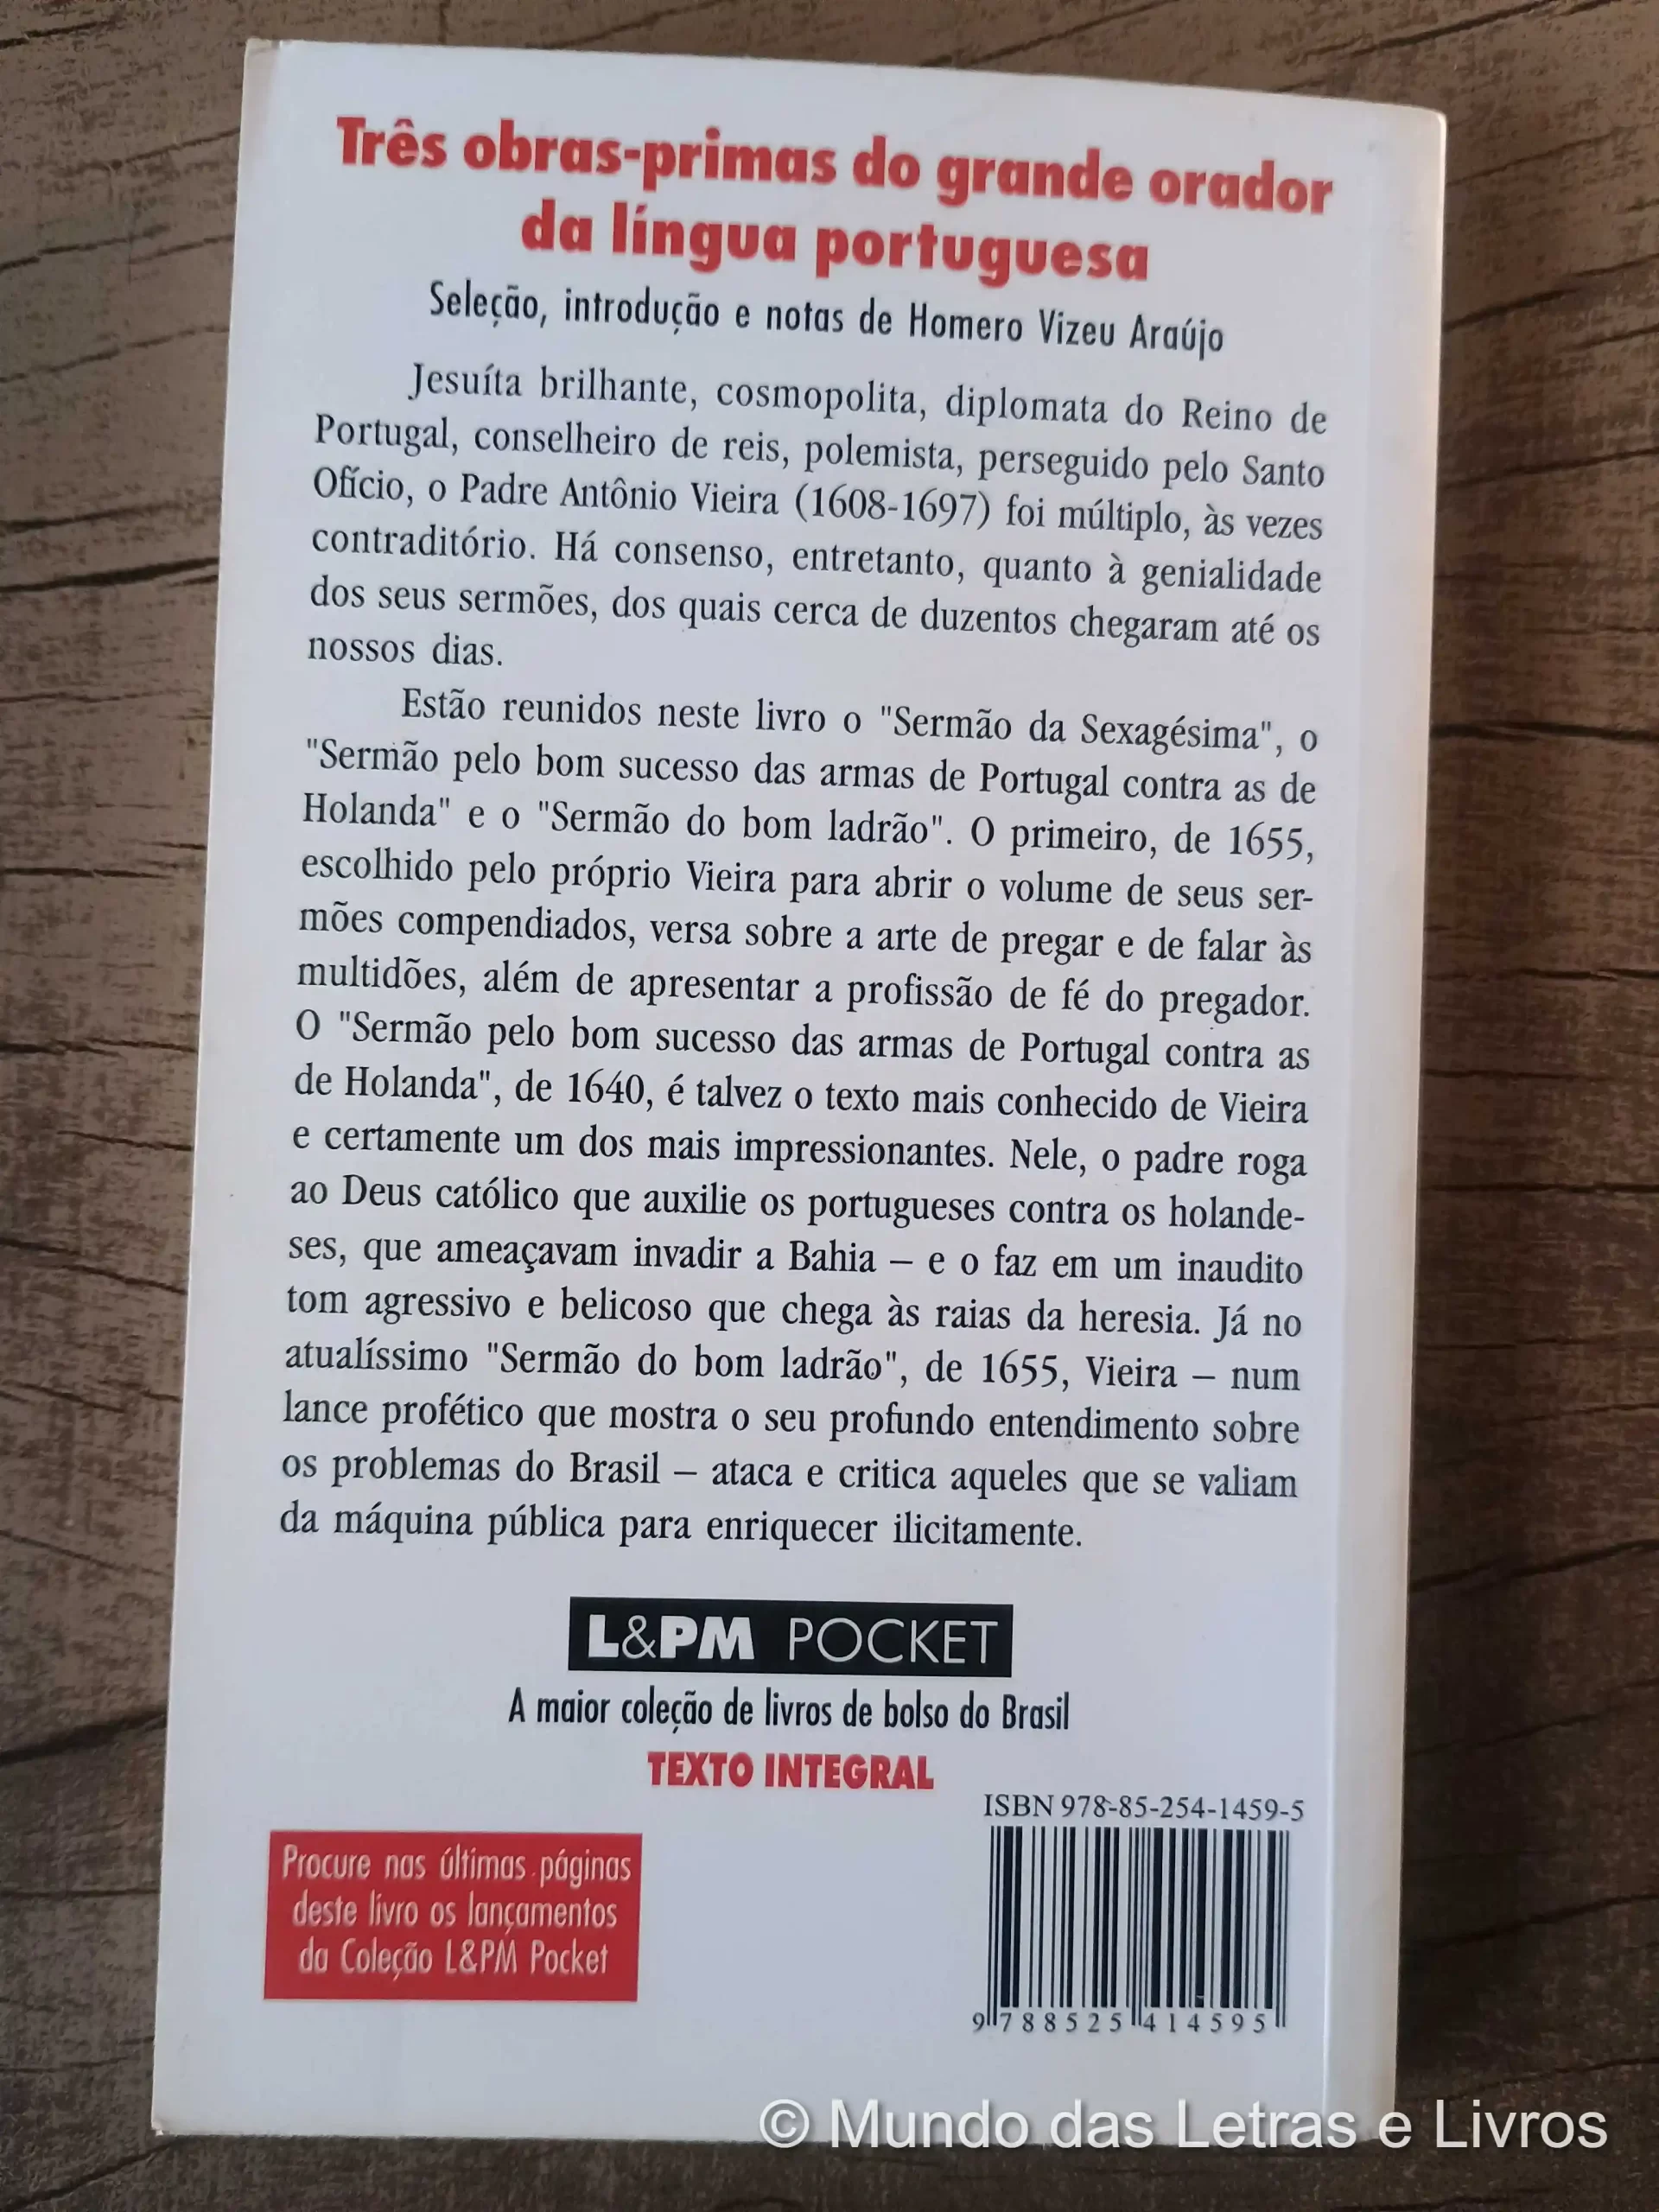 Três obras-primas do grande orador
da língua portuguesa
Seleção, introdução e notas de Homero Vizeu Araújo
Jesuíta brilhante, cosmopolita, diplomata do Reino de
Portugal, conselheiro de reis, polemista, perseguido pelo Santo
Ofício, o Padre Antônio Vieira (1608-1697) foi múltiplo, às vezes
contraditório. Há consenso, entretanto, quanto à genialidade
dos seus sermões, dos quais cerca de duzentos chegaram até os
nossos dias.
Estão reunidos neste livro o "Sermão da Sexagésima", o
"Sermão pelo bom sucesso das armas de Portugal contra as de
Holanda" e o "Sermão do bom ladrão". O primeiro, de 1655,
escolhido pelo próprio Vieira para abrir o volume de seus ser-
mões compendiados, versa sobre a arte de pregar e de falar às
multidões, além de apresentar a profissão de fé do pregador.
O "Sermão pelo bom sucesso das armas de Portugal contra as
de Holanda", de 1640, é talvez o texto mais conhecido de Vieira
e certamente um dos mais impressionantes. Nele, o padre roga
ao Deus católico que auxilie os portugueses contra os holande-
ses, que ameaçavam invadir a Bahia – e o faz em um inaudito
tom agressivo e belicoso que chega às raias da heresia. Já no
atualíssimo "Sermão do bom ladrão", de 1655, Vieira – num
lance profético que mostra o seu profundo entendimento sobre
os problemas do Brasil – ataca e critica aqueles que se valiam
da máquina pública para enriquecer ilicitamente.
L&PM POCKET
A maior coleção de livros de bolso do Brasil
TEXTO INTEGRAL
ISBN 978-85-254-1459-5
Procure nas últimas páginas
deste livro os lançamentos
da Coleção L&PM Pocket
9 788525 414595
© Mundo das Letras e Livros